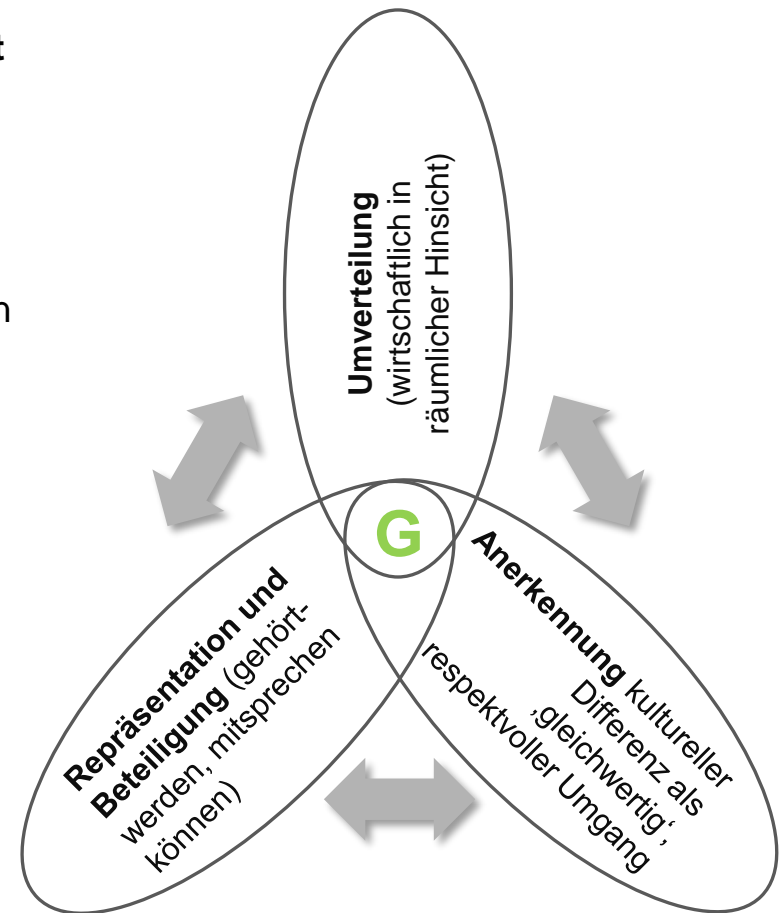 t
n
Umverteilung
(wirtschaftlich in
räumlicher Hinsicht)
G
Repräsentation und
Beteiligung (gehört-
werden, mitsprechen
können)
Anerkennung kultureller
Differenz als
‚gleichwertig‘,
respektvoller Umgang